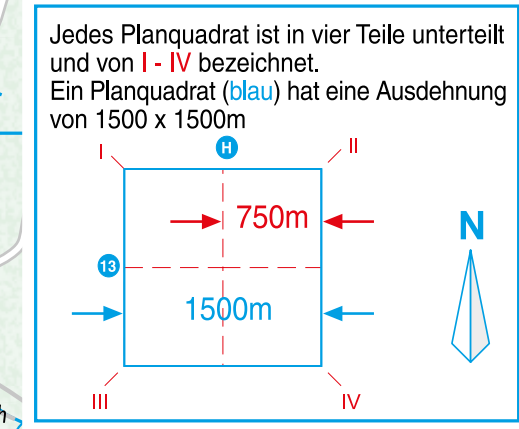 Jedes Planquadrat ist in vier Teile unterteilt
und von I - IV bezeichnet.
Ein Planquadrat (blau) hat eine Ausdehnung
von 1500 x 1500m
I H II
750m N
13
1500m
III IV
h